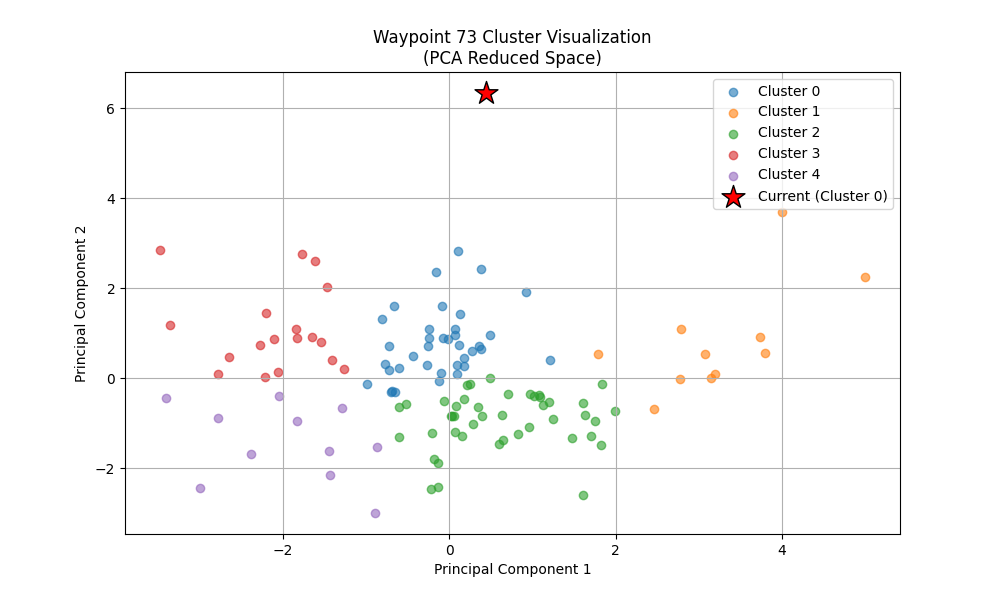 Waypoint 73 Cluster Visualization
(PCA Reduced Space)
Cluster 0
Cluster 1
Cluster 2
Cluster 3
Cluster 4
Current (Cluster 0)
Principal Component 2
6
4
2
0
−2
−2
0
2
4
Principal Component 1